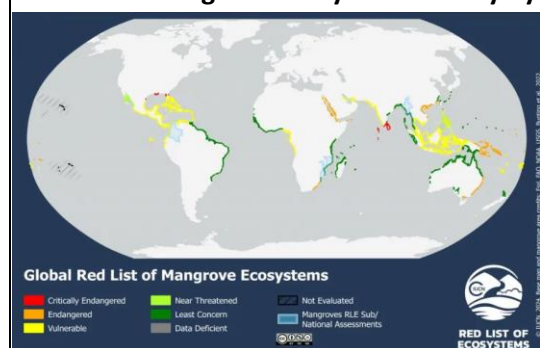 Global Red List of Mangrove Ecosystems
Critically Endangered
Endangered
Vulnerable
Near Threatened
Least Concern
Data Deficient
Not Evaluated
Mangroves RLE Sub/
National Assessments
RED LIST OF
ECOSYSTEMS